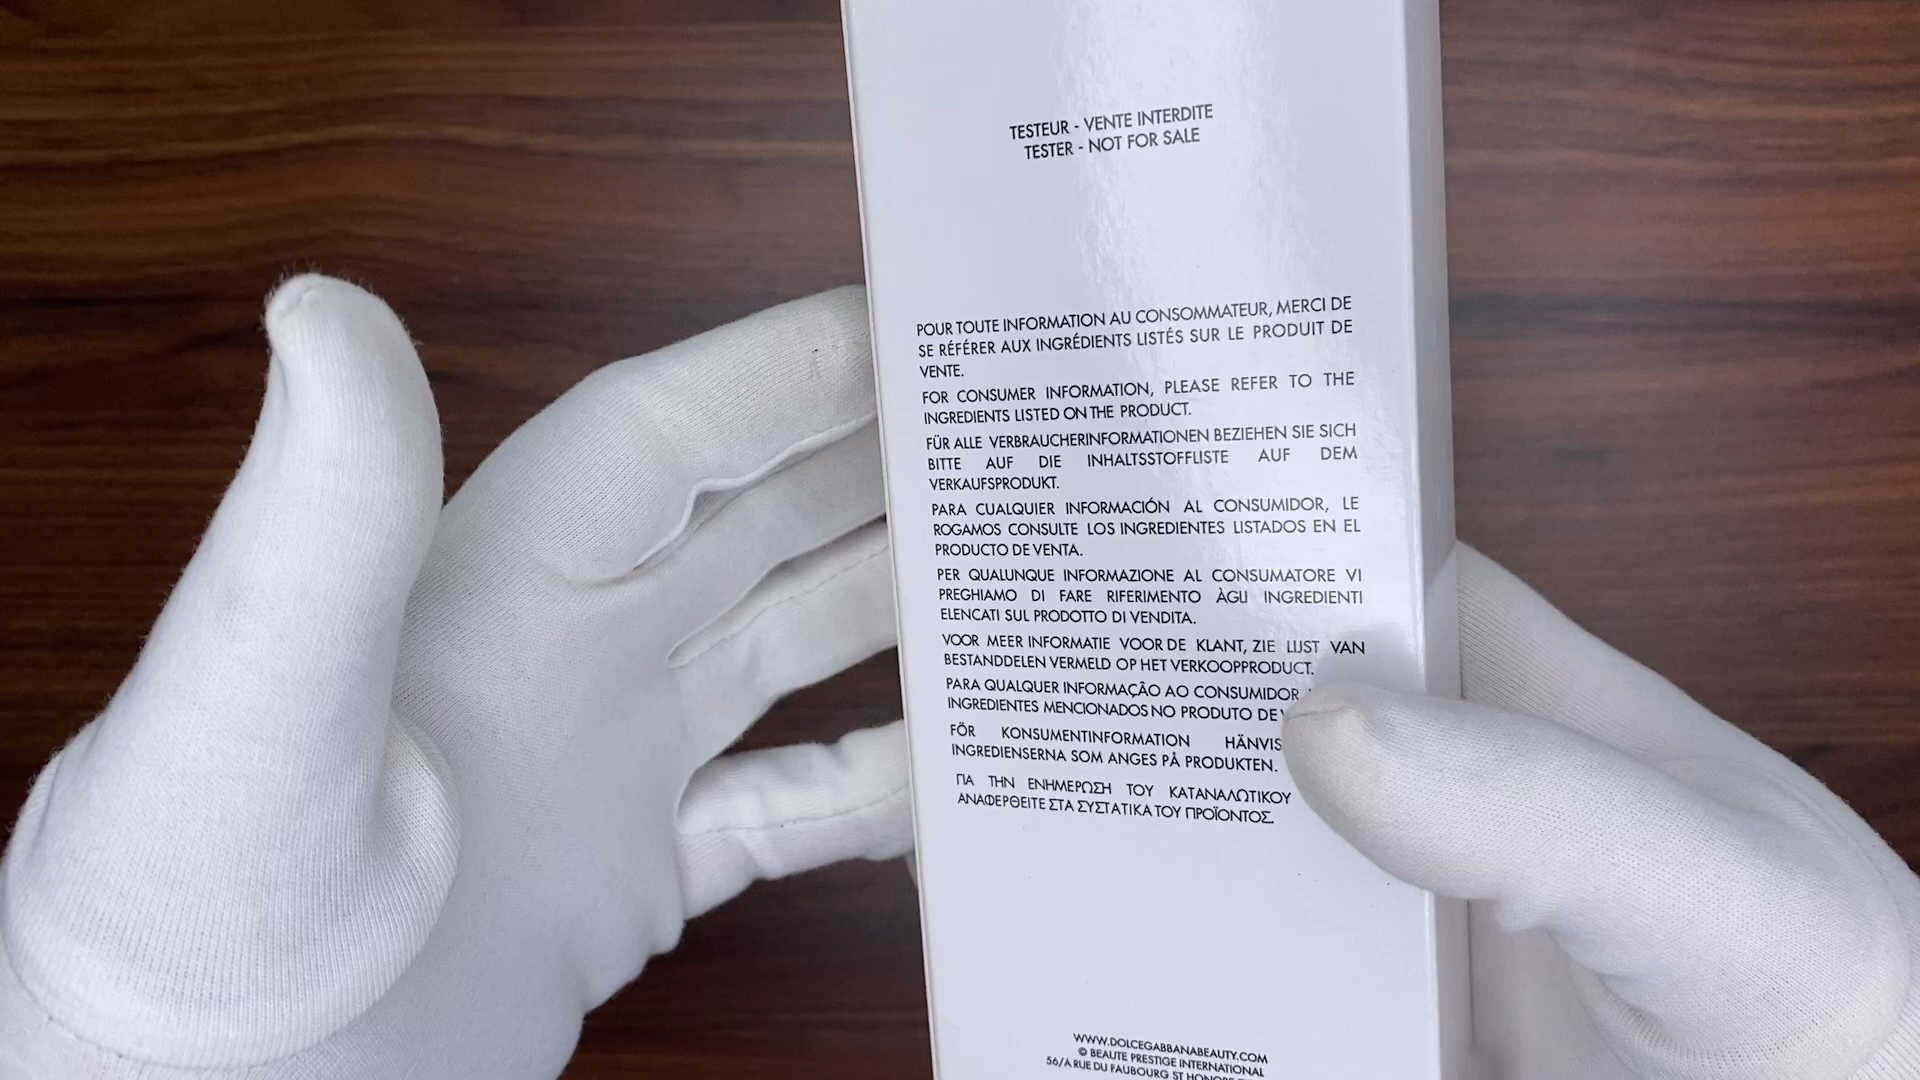 TESTEUR - VENTE INTERDITE
TESTER - NOT FOR SALE
POUR TOUTE INFORMATION AU CONSOMMATEUR, MERCI DE
SE RÉFÉRER AUX INGRÉDIENTS LISTÉS SUR LE PRODUIT DE
VENTE.
FOR CONSUMER INFORMATION, PLEASE REFER TO THE
INGREDIENTS LISTED ON THE PRODUCT.
FÜR ALLE VERBRAUCHERINFORMATIONEN BEZIEHEN SIE SICH
BITTE AUF DIE INHALTSSTOFFLISTE AUF DEM
VERKAUFSPRODUKT.
PARA CUALQUIER INFORMACIÓN AL CONSUMIDOR, LE
ROGAMOS CONSULTE LOS INGREDIENTES LISTADOS EN EL
PRODUCTO DE VENTA.
PER QUALUNQUE INFORMAZIONE AL CONSUMATORE VI
PREGHIAMO DI FARE RIFERIMENTO ÀGLI INGREDIENTI
ELENCATI SUL PRODOTTO DI VENDITA.
VOOR MEER INFORMATIE VOOR DE KLANT, ZIE LIJST VAN
BESTANDDELEN VERMELD OP HET VERKOOPPRODUCT.
PARA QUALQUER INFORMAÇÃO AO CONSUMIDOR
INGREDIENTES MENCIONADOS NO PRODUTO DE
FÖR KONSUMENTINFORMATION
INGREDIENSERNA SOM ANGES PÅ PRODUKTEN.
ΓΙΑ ΤΗΝ ΕΝΗΜΕΡΩΣΗ ΤΟΥ ΚΑΤΑΝΑΛΩΤΙΚΟΥ
ΑΝΑΦΕΡΘΕΙΤΕ ΣΤΑ ΣΥΣΤΑΤΙΚΑ ΤΟΥ ΠΡΟΪΟΝΤΟΣ.
WWW.DOLCEGABBANABEAUTY.COM
© BEAUTE PRESTIGE INTERNATIONAL
56/A RUE DU FAUBOURG ST HONORE